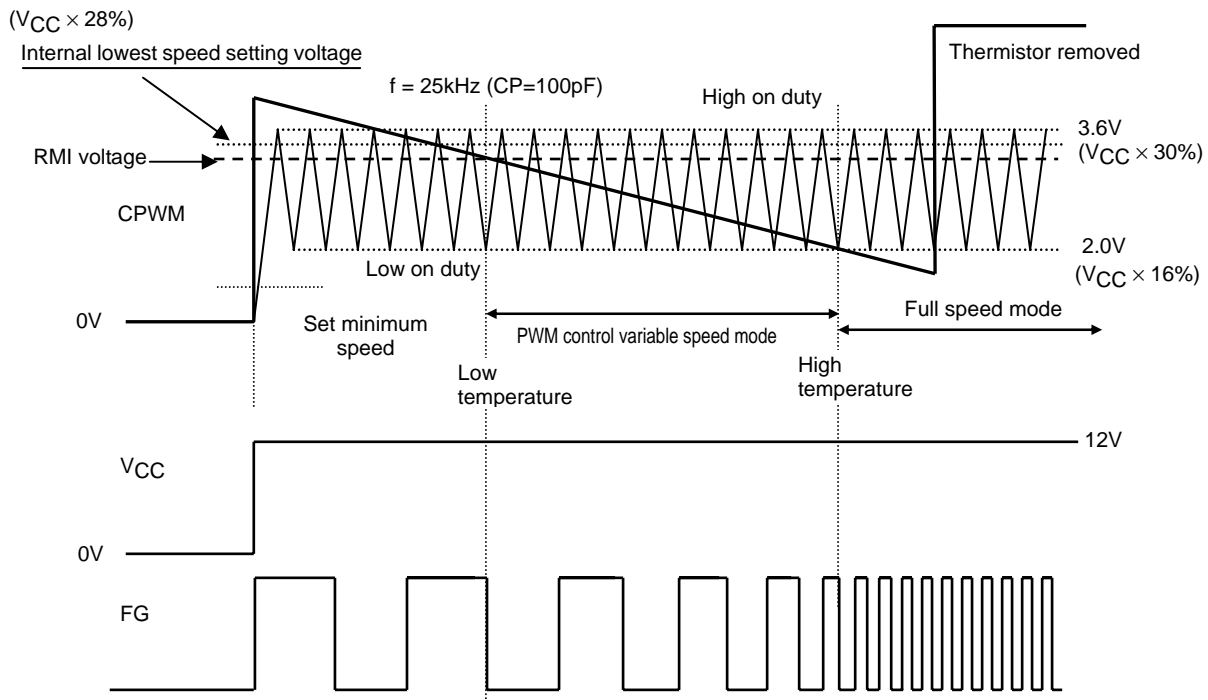 (VCC × 28%)
Internal lowest speed setting voltage
Thermistor removed
f = 25kHz (CP=100pF)
High on duty
3.6V
(VCC × 30%)
RMI voltage
CPWM
2.0V
(VCC × 16%)
Low on duty
0V
Set minimum
speed
PWM control variable speed mode
Full speed mode
Low
temperature
High
temperature
VCC
12V
0V
FG